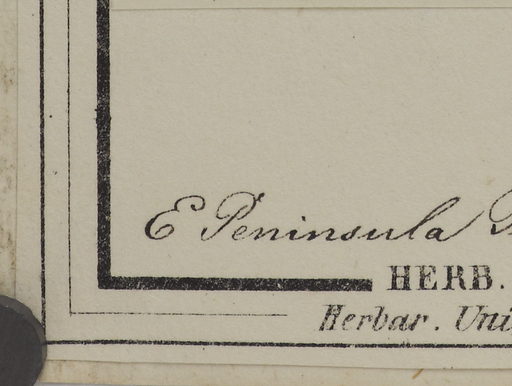 E Peninsula
HERB.
Herbar. Uni